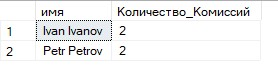 имя Количество_Комиссий
1 Ivan Ivanov 2
2 Petr Petrov 2